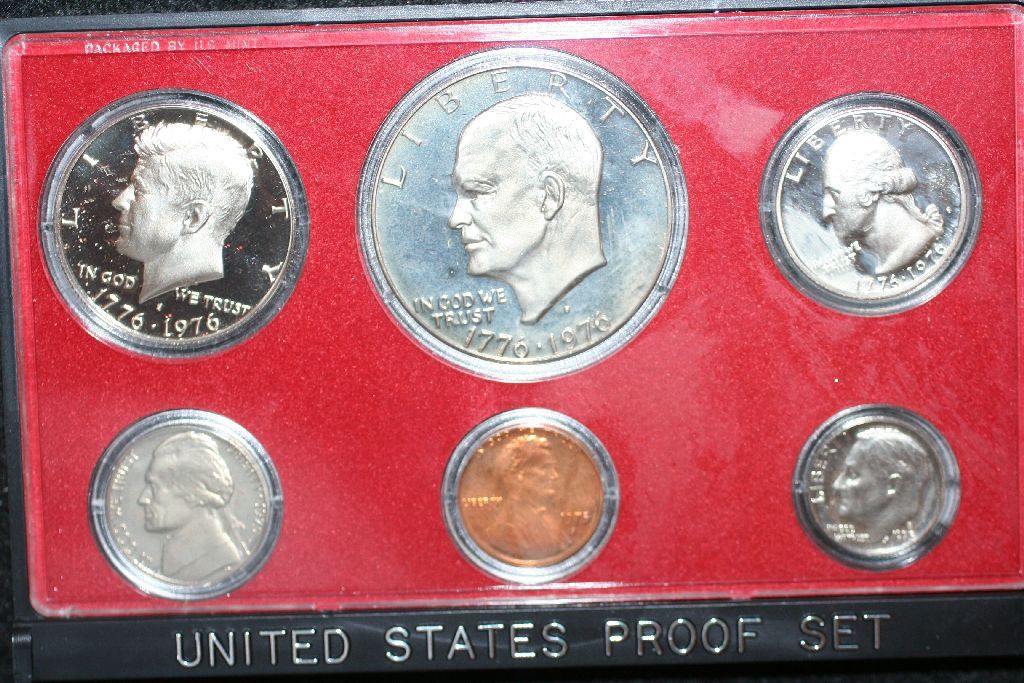 PACKAGED BY U.S. MINT
LIBERTY
IN GOD WE TRUST
1776·1976
LIBERTY
IN GOD WE
TRUST
1776·1976
LIBERTY
1776·1976
LIBERTY
UNITED STATES PROOF SET